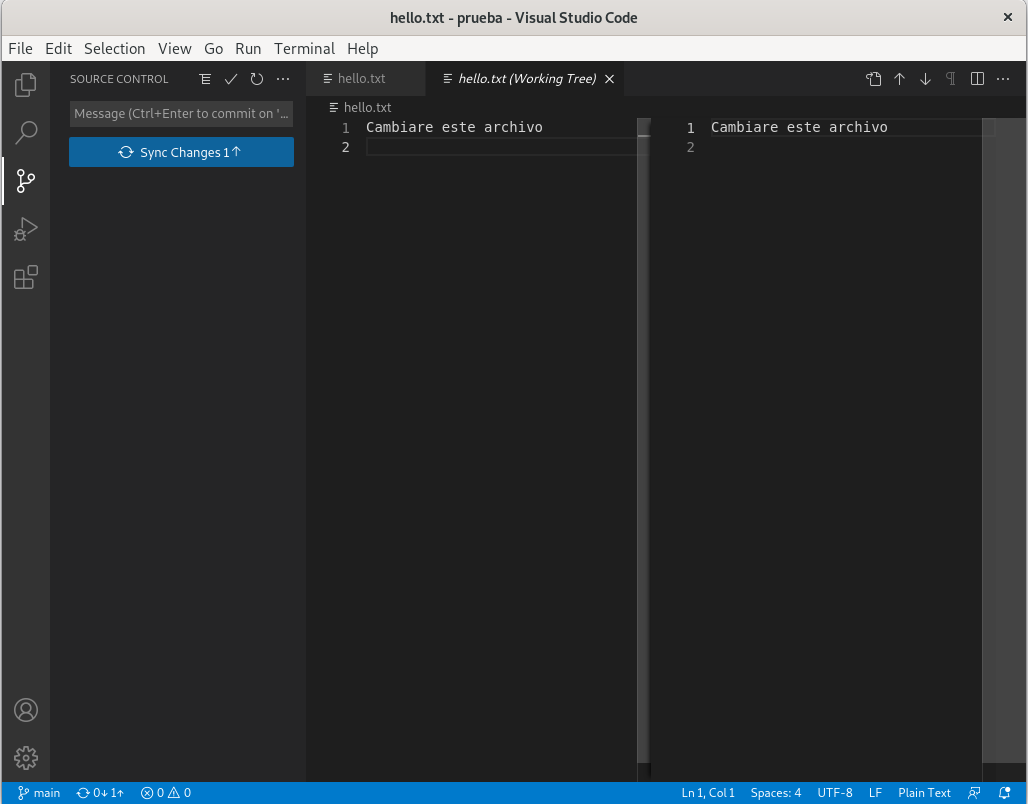 hello.txt - prueba - Visual Studio Code
File Edit Selection View Go Run Terminal Help
SOURCE CONTROL
hello.txt
hello.txt (Working Tree)
Message (Ctrl+Enter to commit on '...
Sync Changes 1↑
hello.txt
1 Cambiare este archivo
2
1 Cambiare este archivo
2
main 0↓ 1↑ 0 0 Ln 1, Col 1 Spaces: 4 UTF-8 LF Plain Text